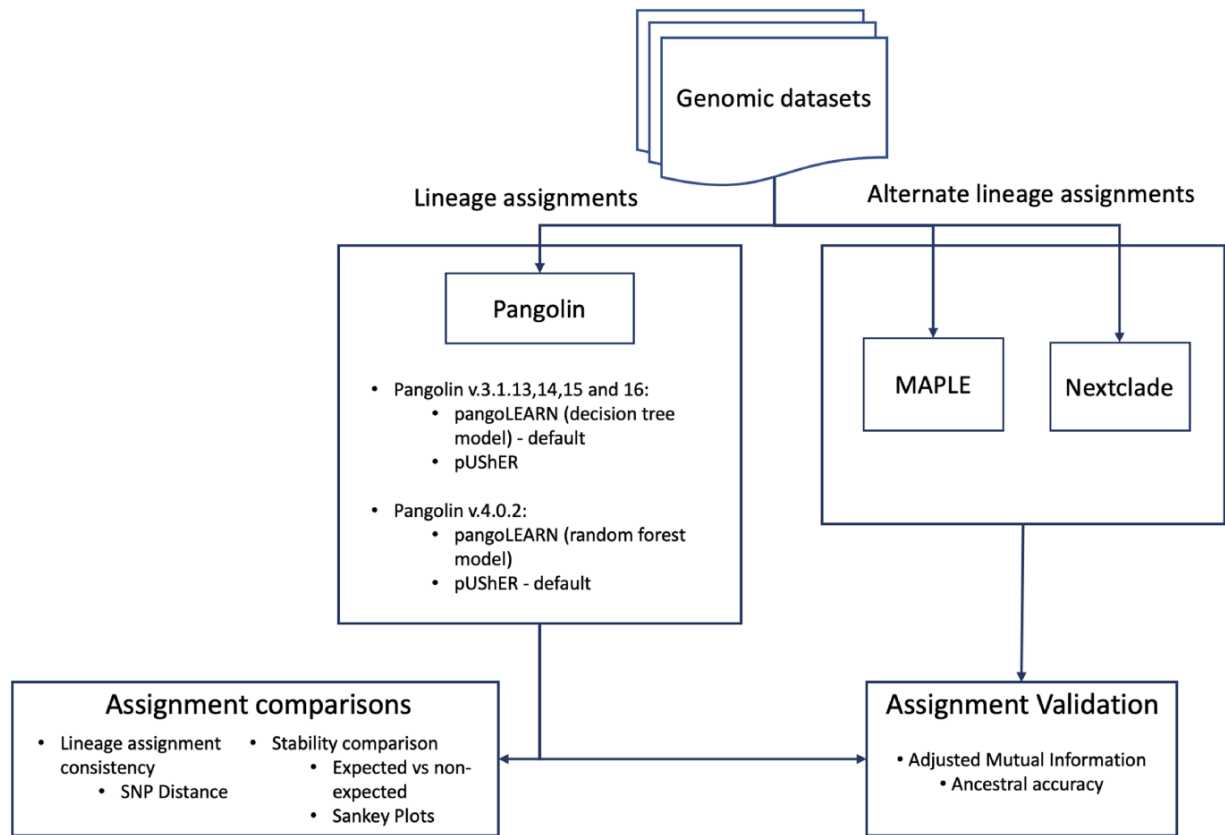 Genomic datasets
Lineage assignments
Alternate lineage assignments
Pangolin
• Pangolin v.3.1.13,14,15 and 16:
• pangoLEARN (decision tree
model) - default
• pUShER
• Pangolin v.4.0.2:
• pangoLEARN (random forest
model)
• pUShER - default
MAPLE
Nextclade
Assignment comparisons
• Lineage assignment
consistency
• SNP Distance
• Stability comparison
• Expected vs non-
expected
• Sankey Plots
Assignment Validation
• Adjusted Mutual Information
• Ancestral accuracy